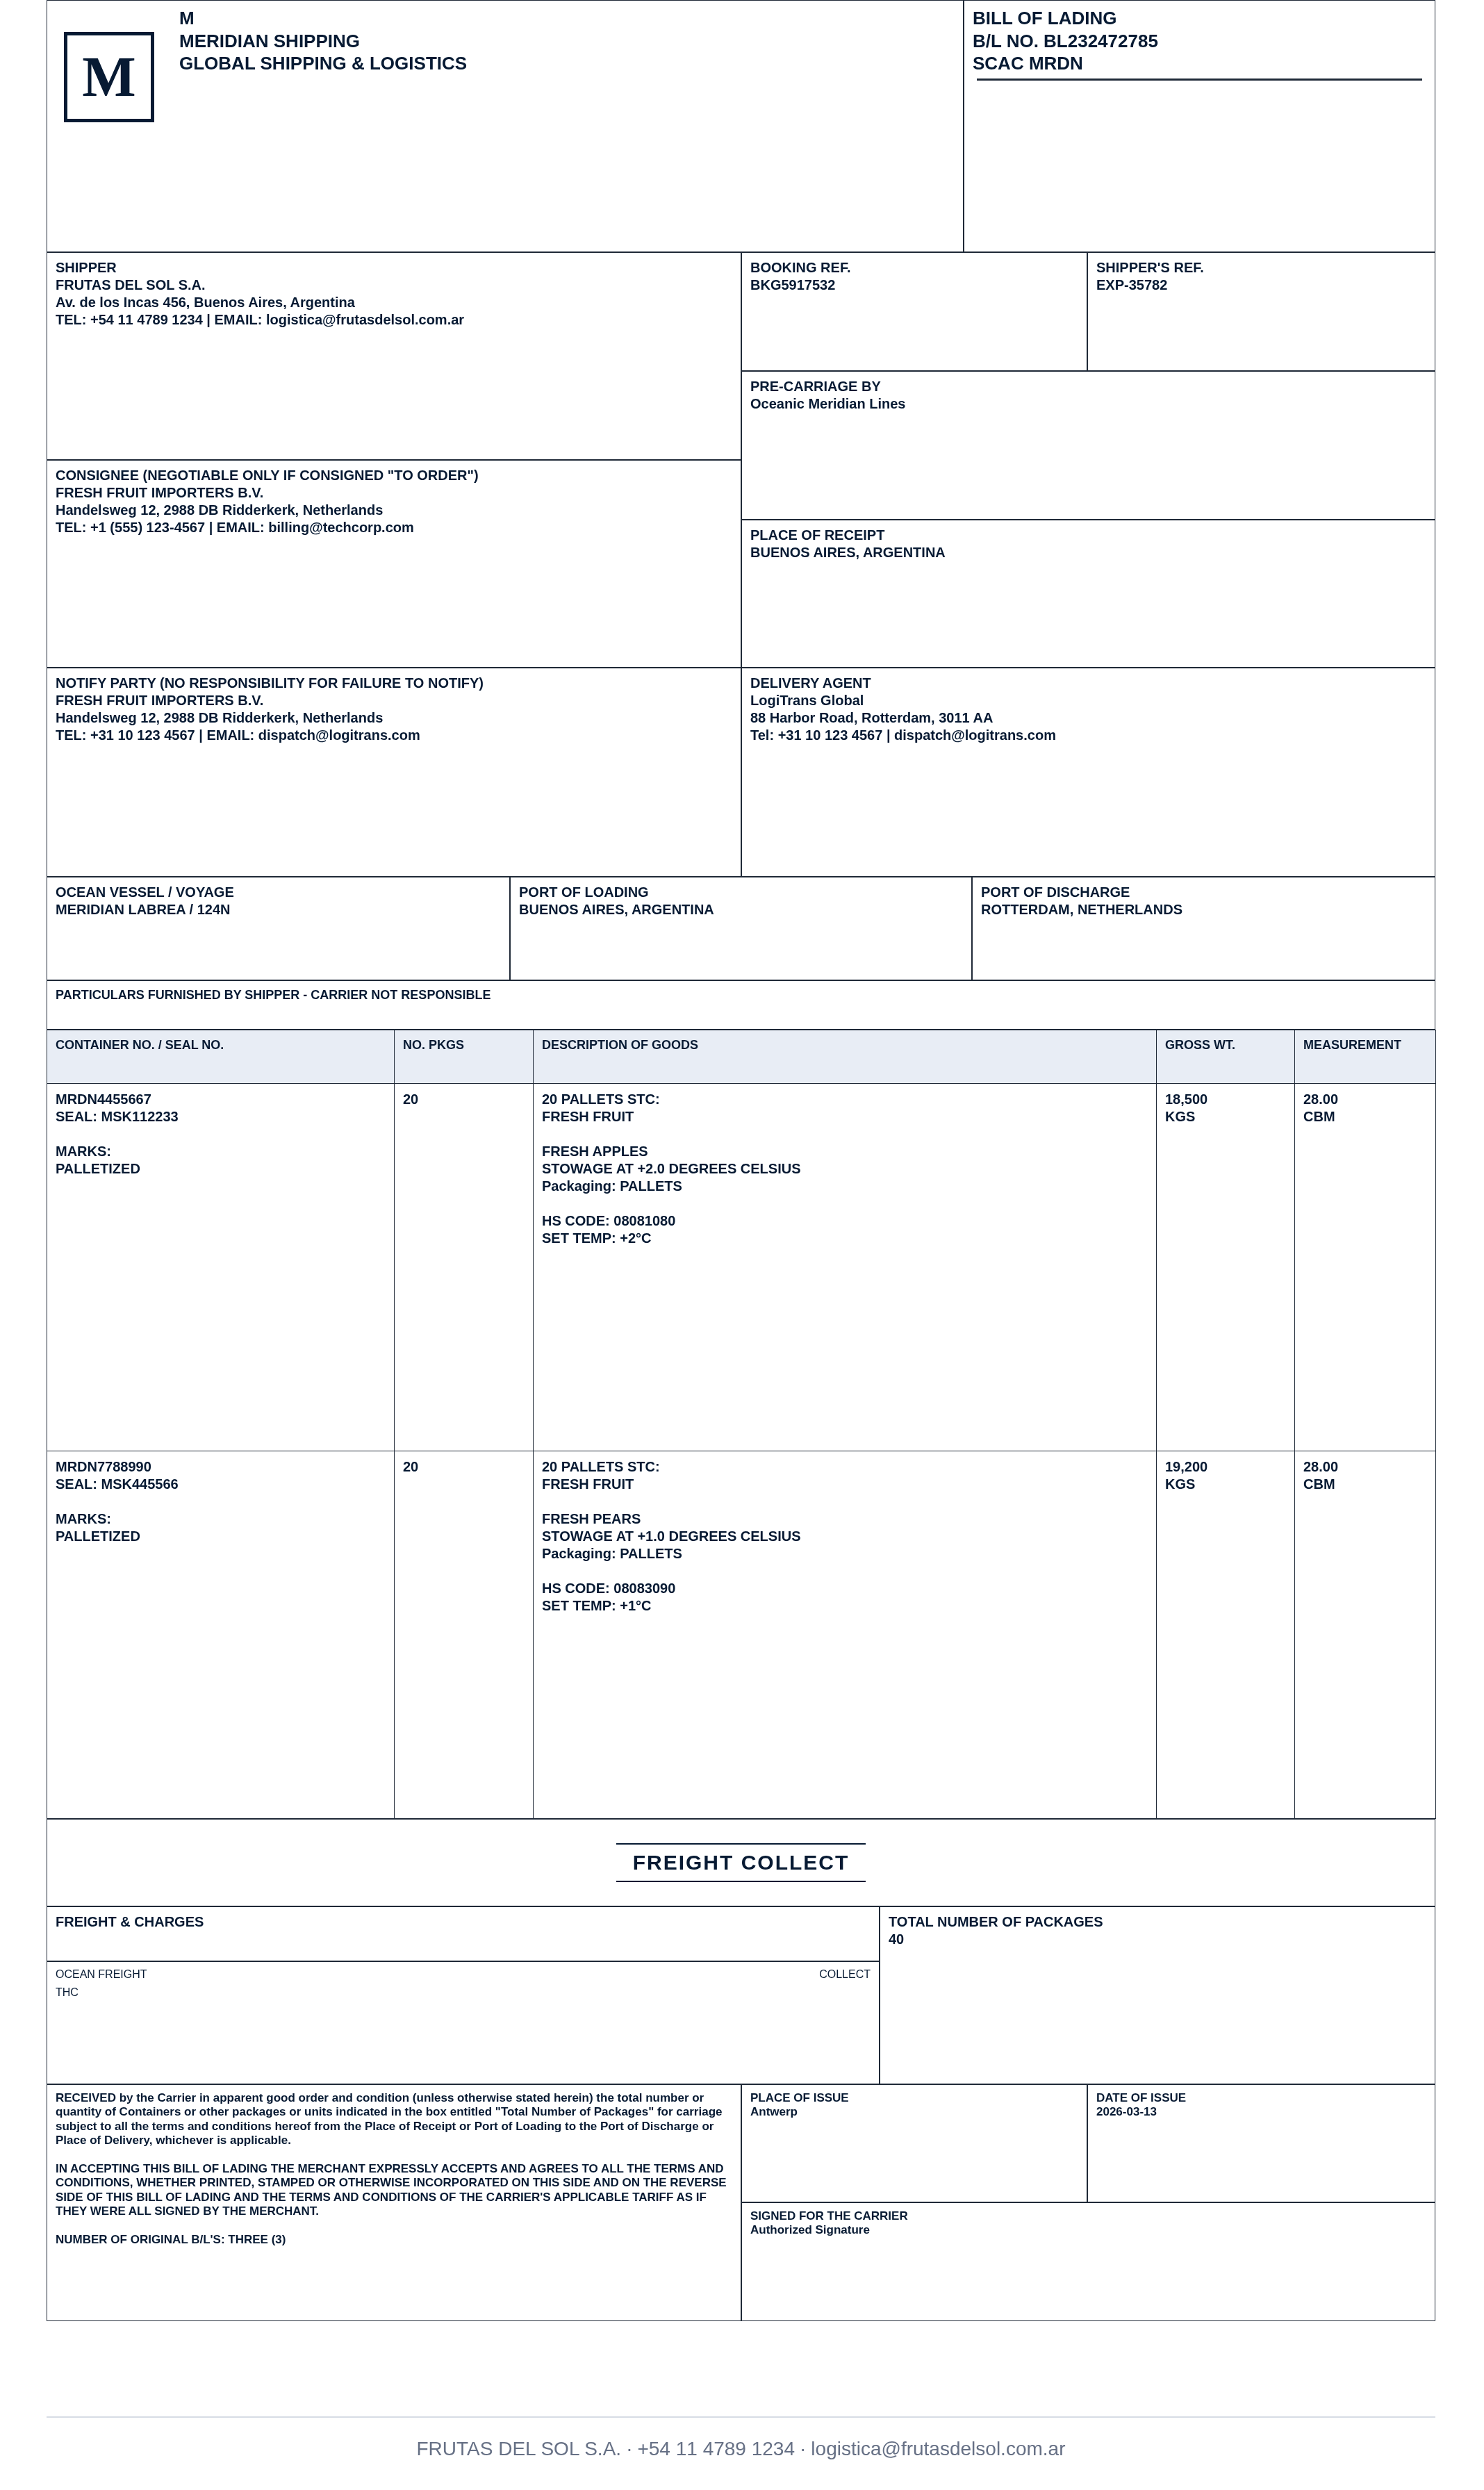 M
M
MERIDIAN SHIPPING
GLOBAL SHIPPING & LOGISTICS
BILL OF LADING
B/L NO. BL232472785
SCAC MRDN
SHIPPER
FRUTAS DEL SOL S.A.
Av. de los Incas 456, Buenos Aires, Argentina
TEL: +54 11 4789 1234 | EMAIL: logistica@frutasdelsol.com.ar
BOOKING REF.
BKG5917532
SHIPPER'S REF.
EXP-35782
PRE-CARRIAGE BY
Oceanic Meridian Lines
CONSIGNEE (NEGOTIABLE ONLY IF CONSIGNED "TO ORDER")
FRESH FRUIT IMPORTERS B.V.
Handelsweg 12, 2988 DB Ridderkerk, Netherlands
TEL: +1 (555) 123-4567 | EMAIL: billing@techcorp.com
PLACE OF RECEIPT
BUENOS AIRES, ARGENTINA
NOTIFY PARTY (NO RESPONSIBILITY FOR FAILURE TO NOTIFY)
FRESH FRUIT IMPORTERS B.V.
Handelsweg 12, 2988 DB Ridderkerk, Netherlands
TEL: +31 10 123 4567 | EMAIL: dispatch@logitrans.com
DELIVERY AGENT
LogiTrans Global
88 Harbor Road, Rotterdam, 3011 AA
Tel: +31 10 123 4567 | dispatch@logitrans.com
OCEAN VESSEL / VOYAGE
MERIDIAN LABREA / 124N
PORT OF LOADING
BUENOS AIRES, ARGENTINA
PORT OF DISCHARGE
ROTTERDAM, NETHERLANDS
PARTICULARS FURNISHED BY SHIPPER - CARRIER NOT RESPONSIBLE
CONTAINER NO. / SEAL NO.
NO. PKGS
DESCRIPTION OF GOODS
GROSS WT.
MEASUREMENT
MRDN4455667
SEAL: MSK112233
MARKS:
PALLETIZED
20
20 PALLETS STC:
FRESH FRUIT
FRESH APPLES
STOWAGE AT +2.0 DEGREES CELSIUS
Packaging: PALLETS
HS CODE: 08081080
SET TEMP: +2°C
18,500
KGS
28.00
CBM
MRDN7788990
SEAL: MSK445566
MARKS:
PALLETIZED
20
20 PALLETS STC:
FRESH FRUIT
FRESH PEARS
STOWAGE AT +1.0 DEGREES CELSIUS
Packaging: PALLETS
HS CODE: 08083090
SET TEMP: +1°C
19,200
KGS
28.00
CBM
FREIGHT COLLECT
FREIGHT & CHARGES
OCEAN FREIGHT COLLECT
THC
TOTAL NUMBER OF PACKAGES
40
RECEIVED by the Carrier in apparent good order and condition (unless otherwise stated herein) the total number or
quantity of Containers or other packages or units indicated in the box entitled "Total Number of Packages" for carriage
subject to all the terms and conditions hereof from the Place of Receipt or Port of Loading to the Port of Discharge or
Place of Delivery, whichever is applicable.
IN ACCEPTING THIS BILL OF LADING THE MERCHANT EXPRESSLY ACCEPTS AND AGREES TO ALL THE TERMS AND
CONDITIONS, WHETHER PRINTED, STAMPED OR OTHERWISE INCORPORATED ON THIS SIDE AND ON THE REVERSE
SIDE OF THIS BILL OF LADING AND THE TERMS AND CONDITIONS OF THE CARRIER'S APPLICABLE TARIFF AS IF
THEY WERE ALL SIGNED BY THE MERCHANT.
NUMBER OF ORIGINAL B/L'S: THREE (3)
PLACE OF ISSUE
Antwerp
DATE OF ISSUE
2026-03-13
SIGNED FOR THE CARRIER
Authorized Signature
FRUTAS DEL SOL S.A. · +54 11 4789 1234 · logistica@frutasdelsol.com.ar